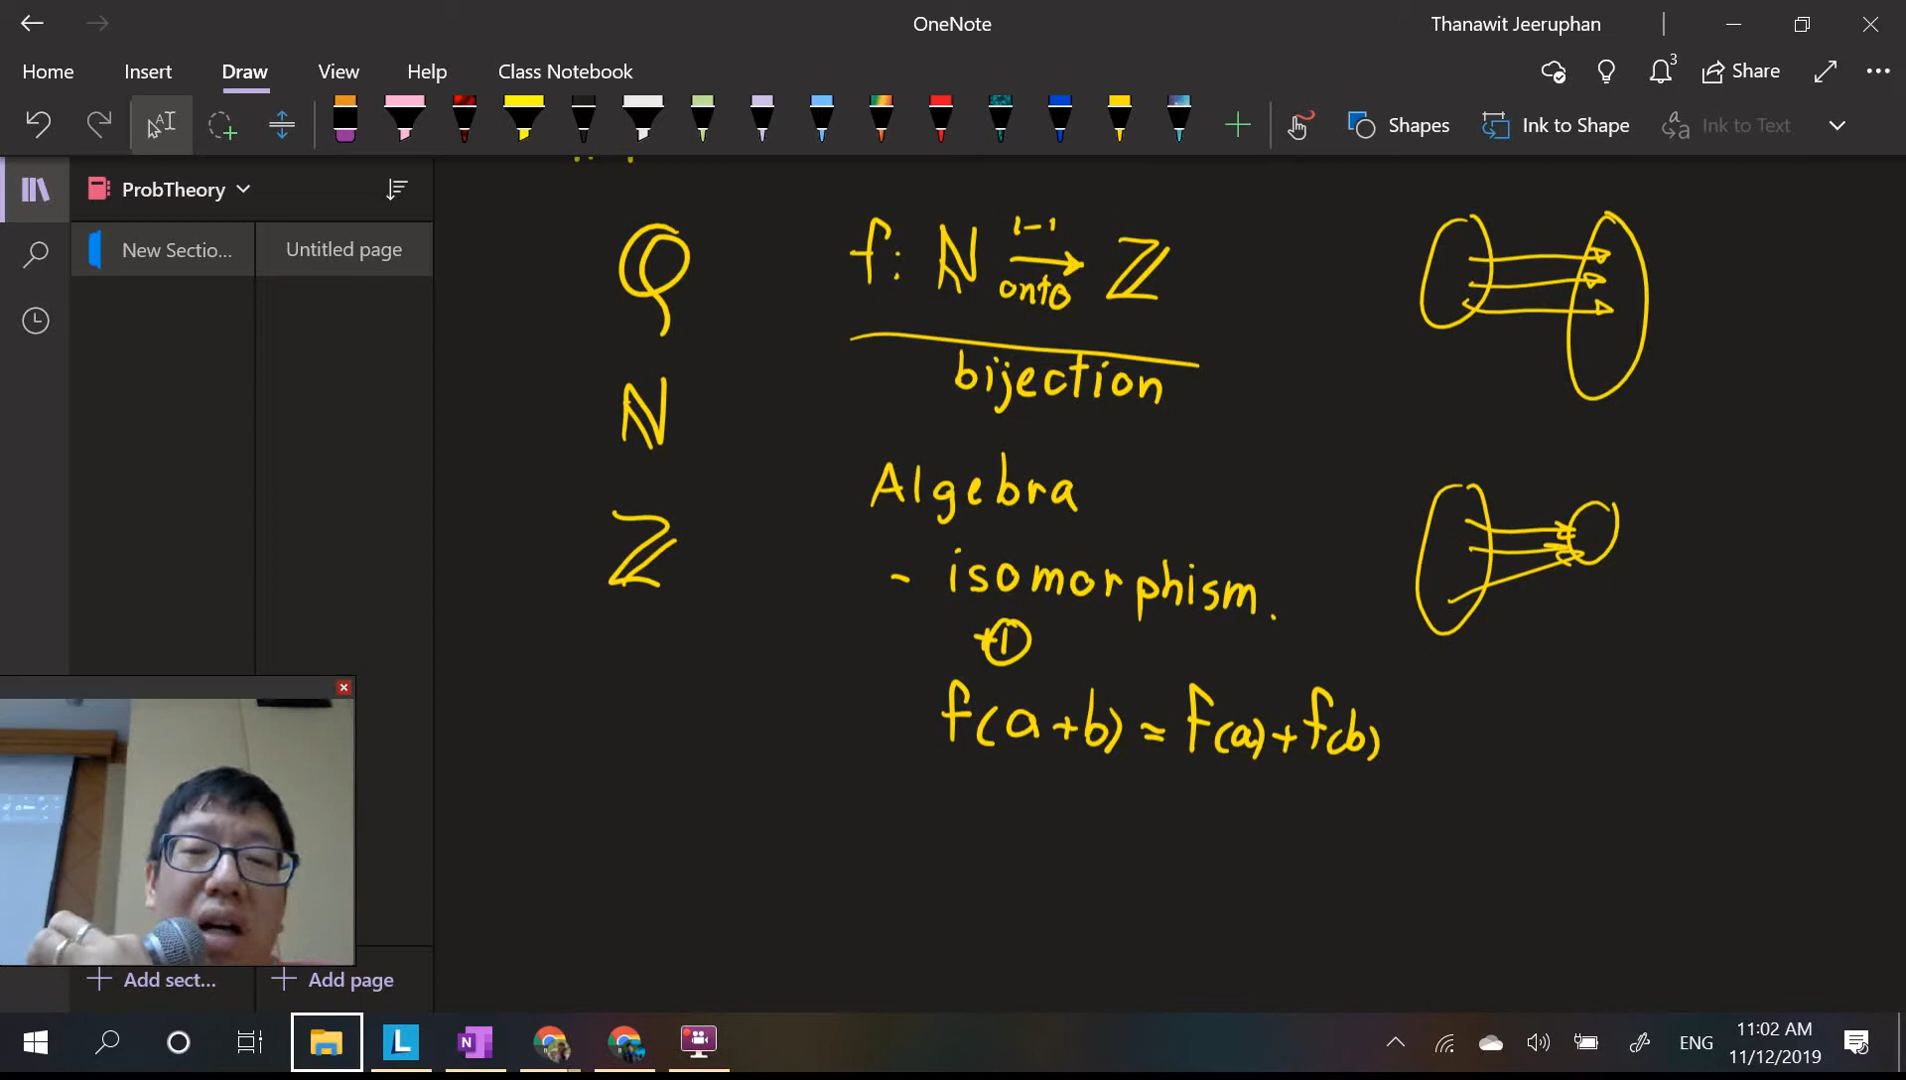 OneNote
Thanawit Jeeruphan
Home Insert Draw View Help Class Notebook
3
Share
Shapes
Ink to Shape
Ink to Text
ProbTheory
New Sectio...
Untitled page
Q
f: ℕ 1-1 onto → ℤ
bijection
ℕ
Algebra
ℤ
- isomorphism.
+①
f(a+b) = f(a)+f(b)
Add sect...
Add page
ENG
11:02 AM
11/12/2019